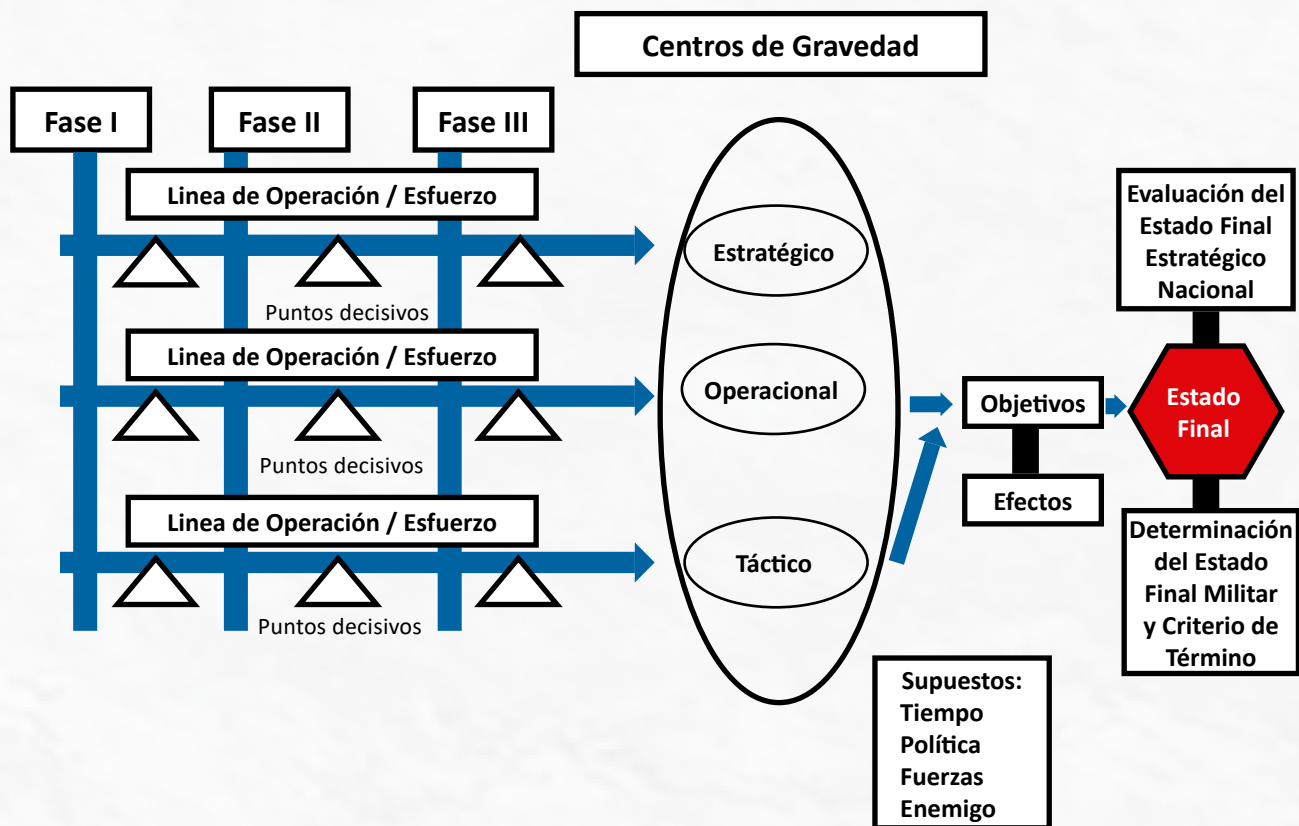 Centros de Gravedad
Fase I
Fase II
Fase III
Linea de Operación / Esfuerzo
Puntos decisivos
Linea de Operación / Esfuerzo
Puntos decisivos
Linea de Operación / Esfuerzo
Puntos decisivos
Estratégico
Operacional
Táctico
Objetivos
Efectos
Evaluación del
Estado Final
Estratégico
Nacional
Estado
Final
Determinación
del Estado
Final Militar
y Criterio de
Término
Supuestos:
Tiempo
Política
Fuerzas
Enemigo